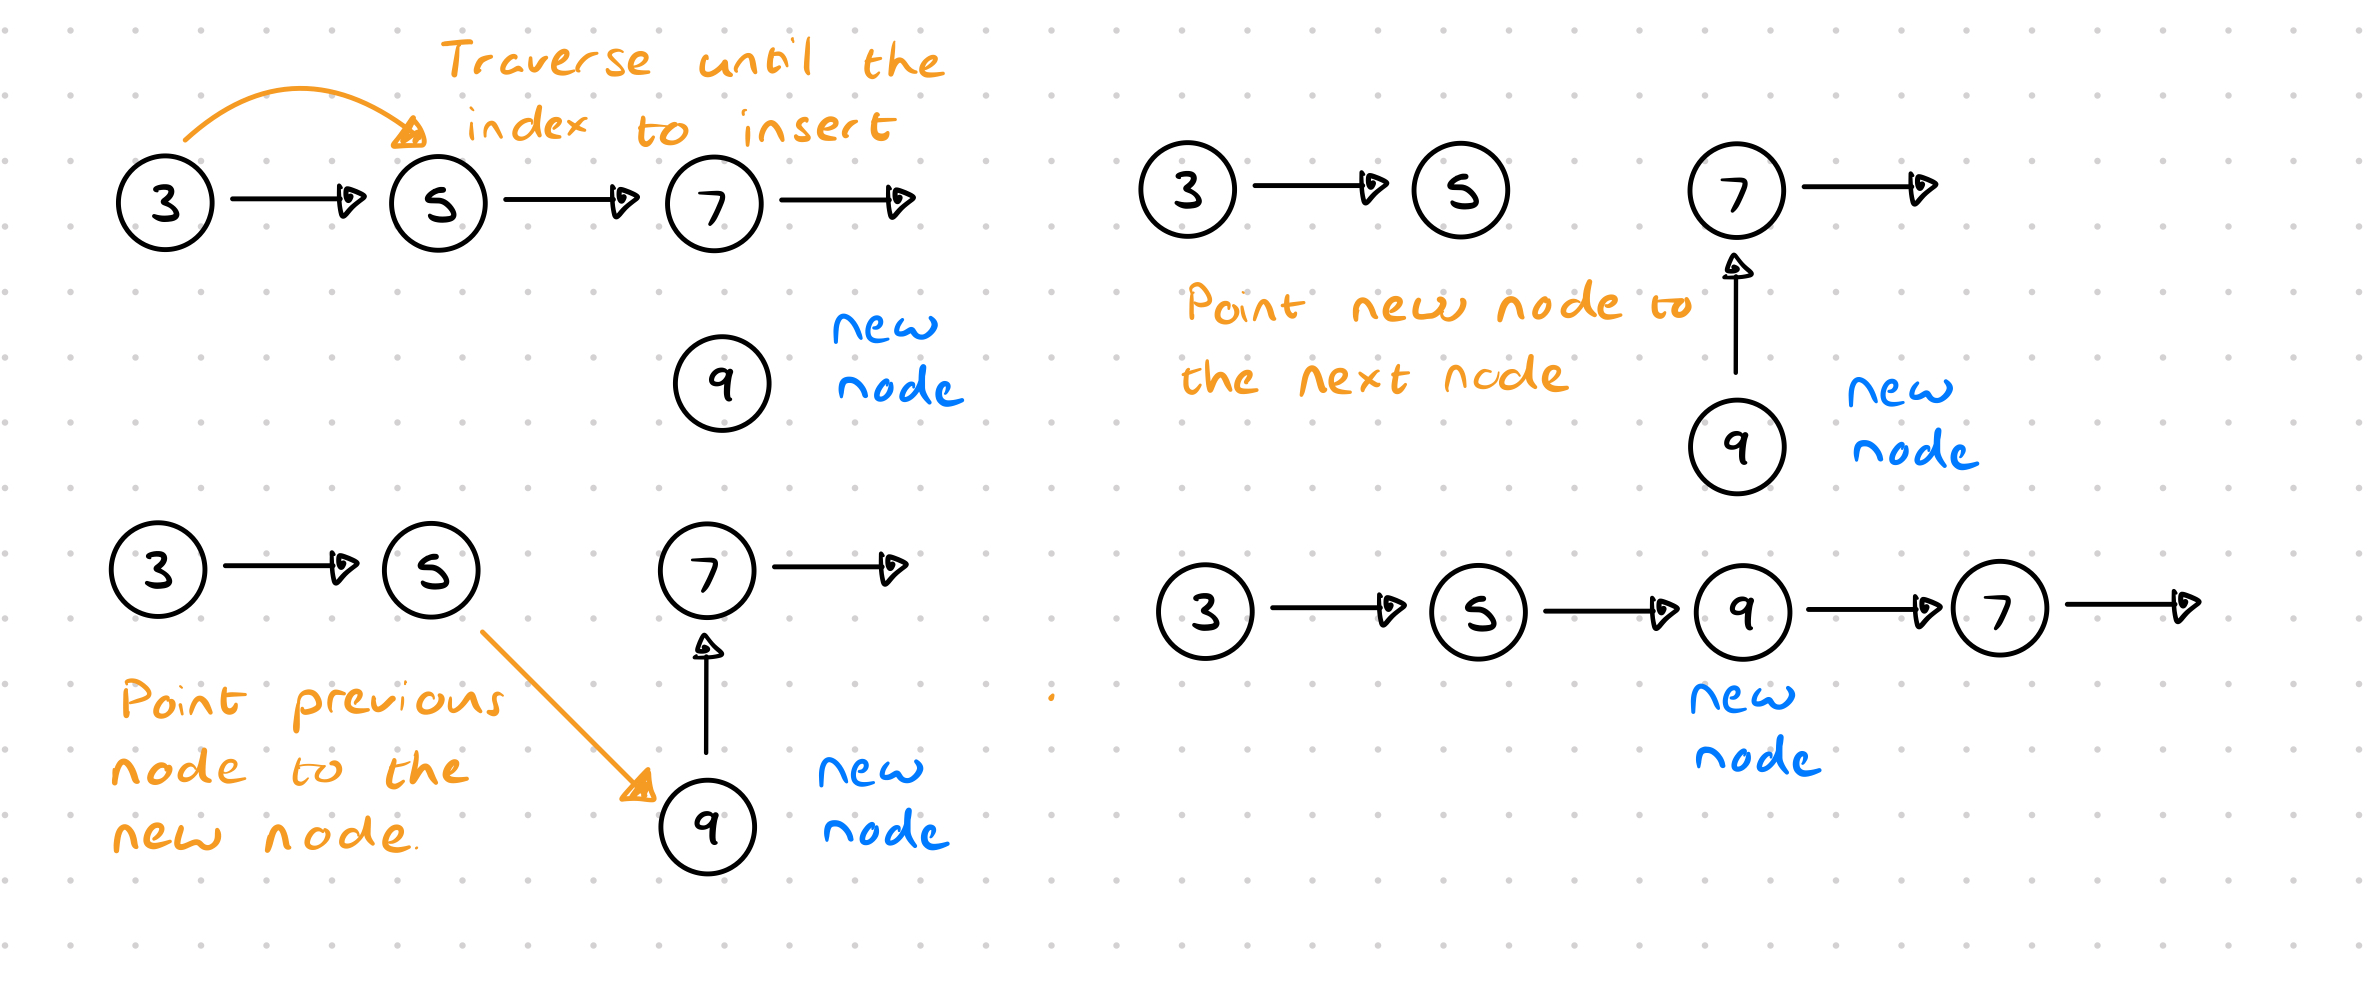 Traverse until the
index to insert
3 5 7
new
9 node
3 5 7
Point new node to
the next node
new
9 node
3 5 7
Point previous
node to the
new node.
new
9 node
3 5 9 7
new
node